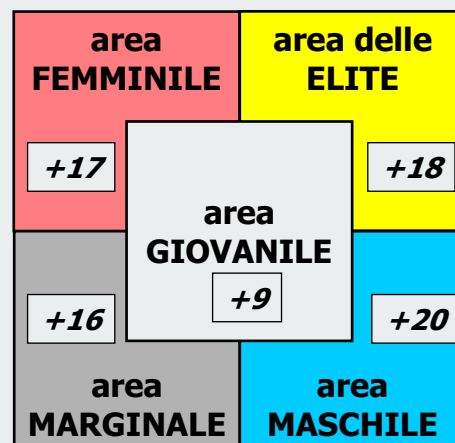 area
FEMMINILE
area delle
ELITE
+17
+18
area
GIOVANILE
+9
+16
+20
area
MARGINALE
area
MASCHILE